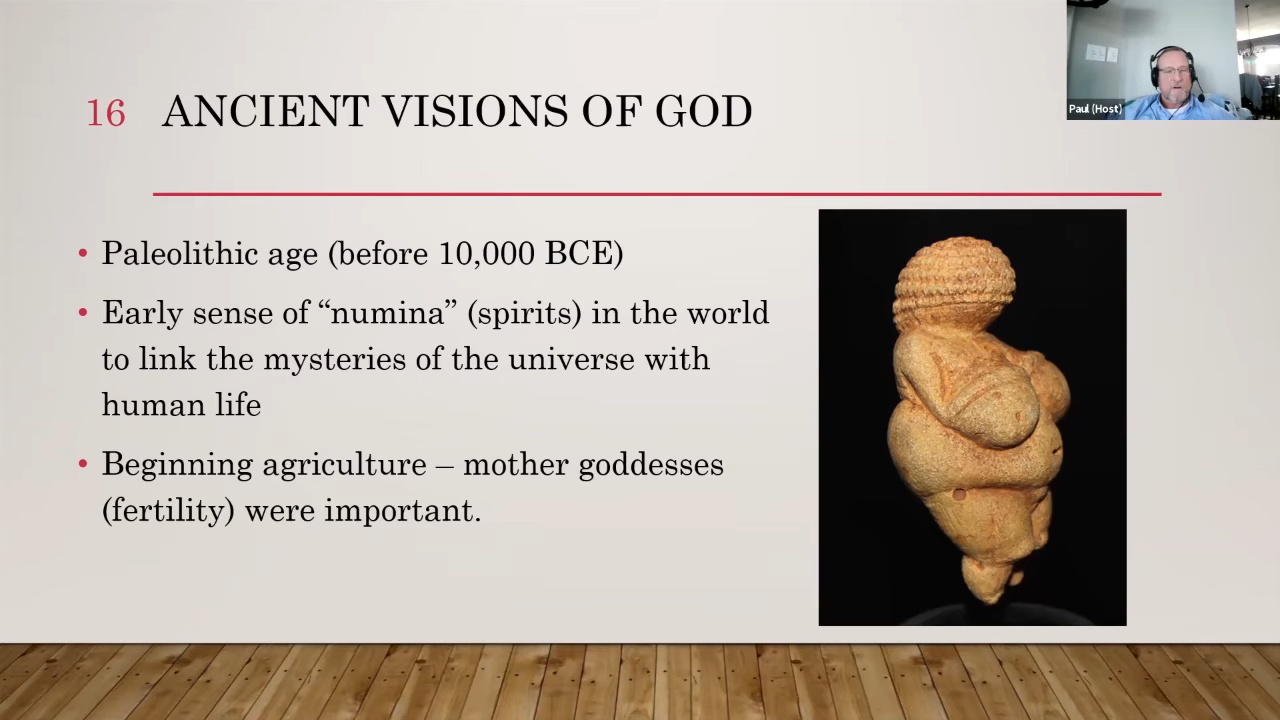 16 ANCIENT VISIONS OF GOD
Paul (Host)
• Paleolithic age (before 10,000 BCE)
• Early sense of “numina” (spirits) in the world
to link the mysteries of the universe with
human life
• Beginning agriculture – mother goddesses
(fertility) were important.